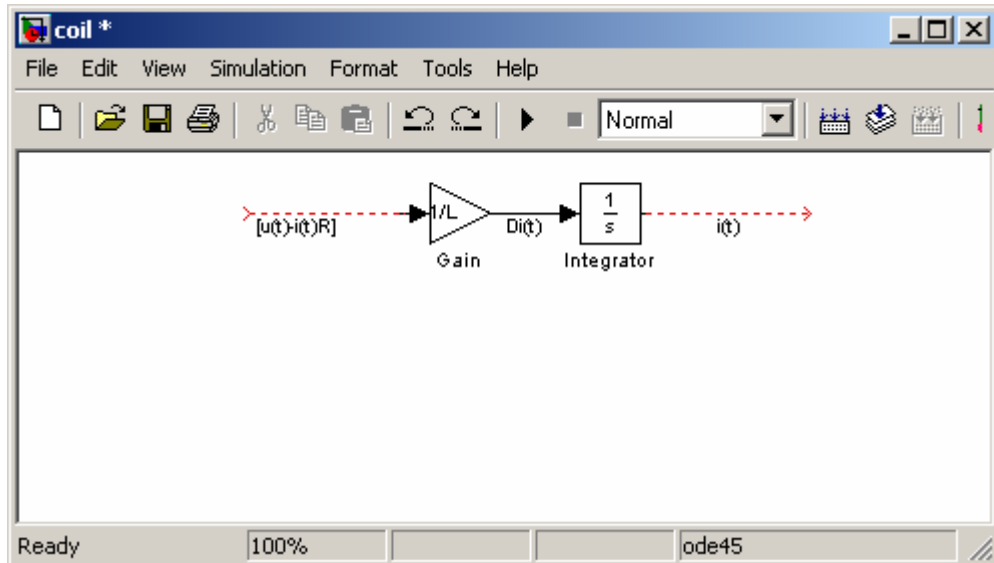 coil *
File Edit View Simulation Format Tools Help
Normal
[u(t)-i(t)R]
1/L
Di(t)
1
s
i(t)
Gain
Integrator
Ready 100% ode45